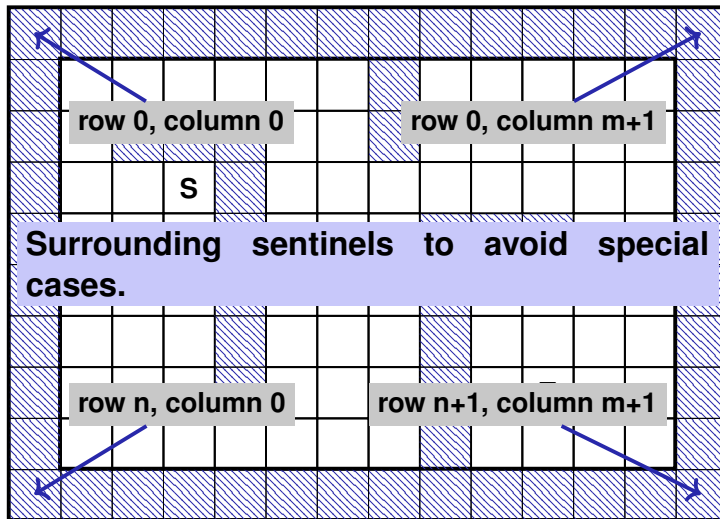 row 0, column 0
row 0, column m+1
S
Surrounding sentinels to avoid special
cases.
row n, column 0
row n+1, column m+1